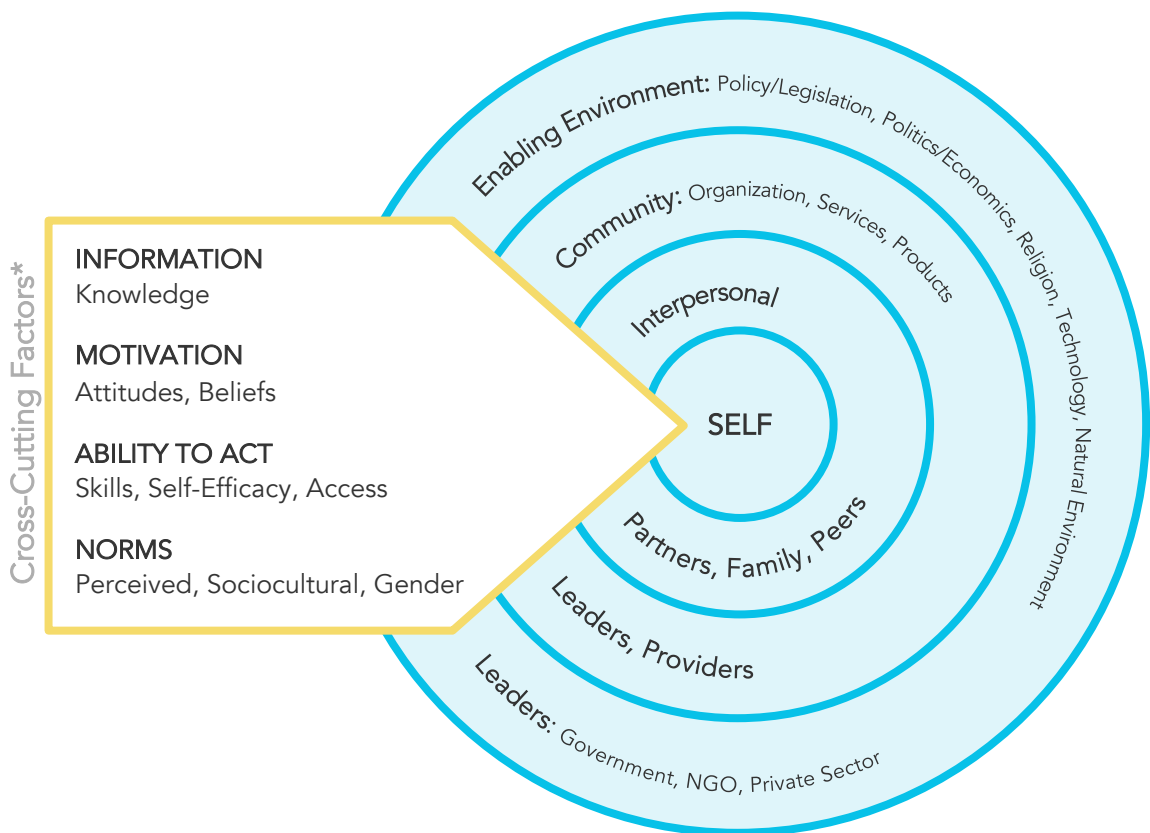 Cross-Cutting Factors*
INFORMATION
Knowledge
MOTIVATION
Attitudes, Beliefs
ABILITY TO ACT
Skills, Self-Efficacy, Access
NORMS
Perceived, Sociocultural, Gender
Enabling Environment: Policy/Legislation, Politics/Economics, Religion, Technology, Natural Environment
Community: Organization, Services, Products
Interpersonal
SELF
Partners, Family, Peers
Leaders, Providers
Leaders: Government, NGO, Private Sector